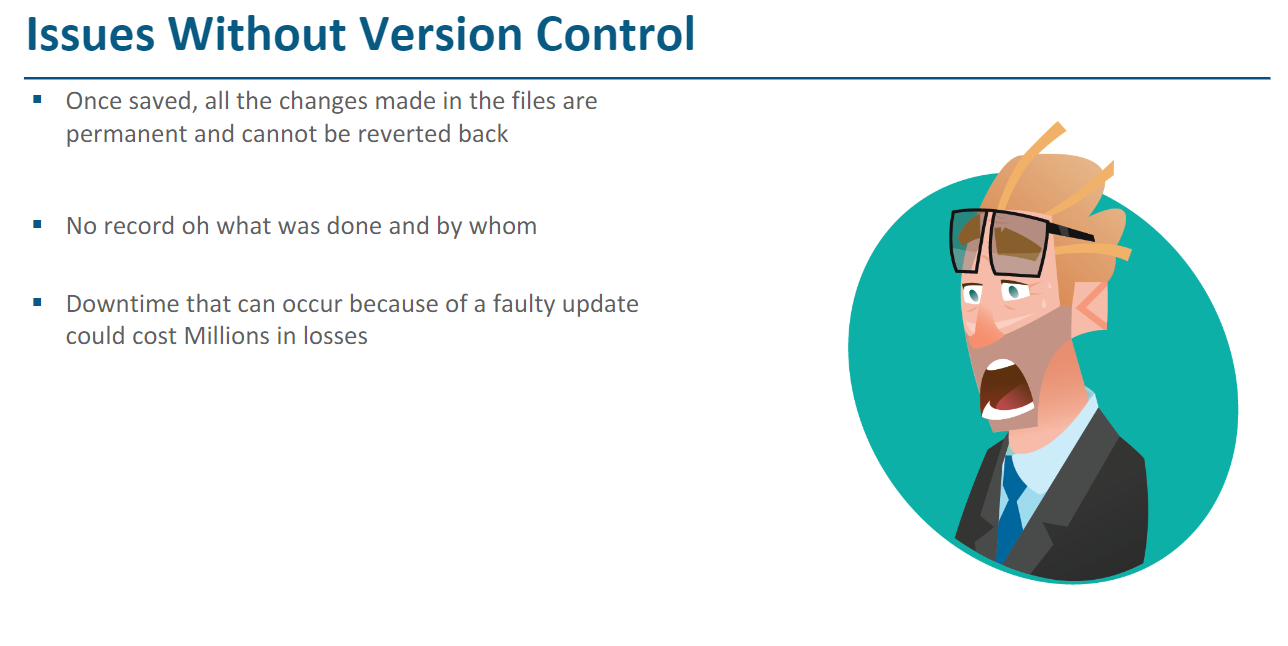 Issues Without Version Control
Once saved, all the changes made in the files are
permanent and cannot be reverted back
No record oh what was done and by whom
Downtime that can occur because of a faulty update
could cost Millions in losses